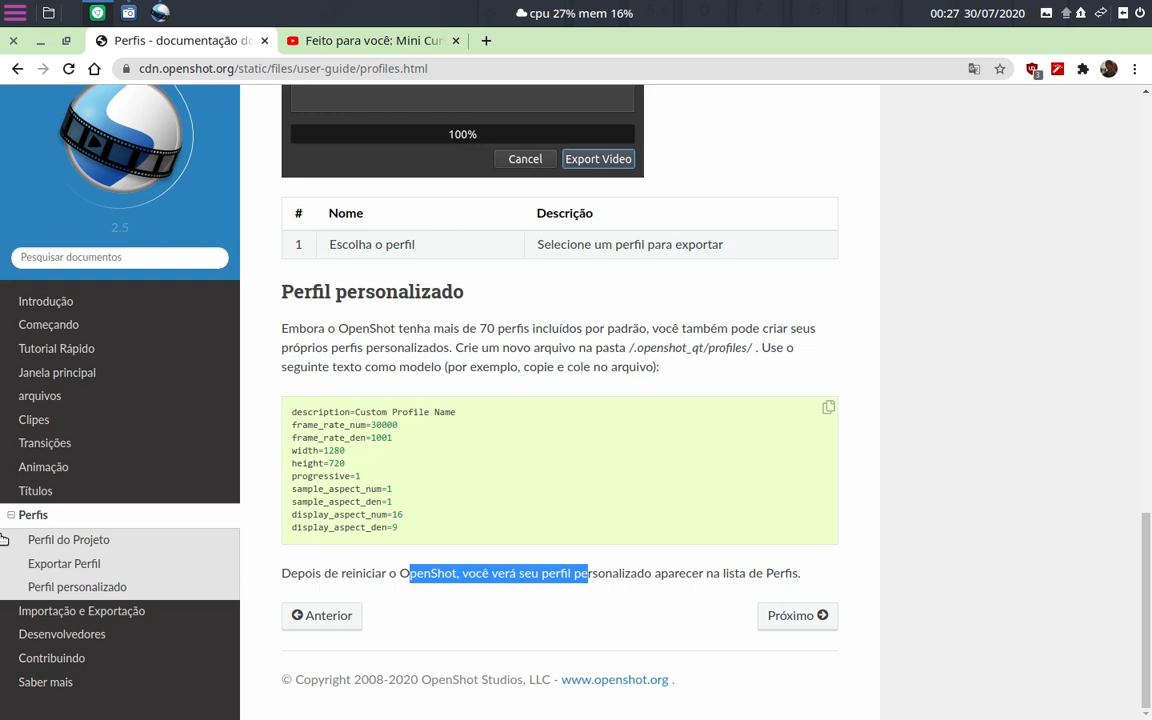 cpu 27% mem 16%
00:27 30/07/2020
Perfis - documentação do
Feito para você: Mini Cur
cdn.openshot.org/static/files/user-guide/profiles.html
3
2.5
Pesquisar documentos
Introdução
Começando
Tutorial Rápido
Janela principal
arquivos
Clipes
Transições
Animação
Títulos
Perfis
Perfil do Projeto
Exportar Perfil
Perfil personalizado
Importação e Exportação
Desenvolvedores
Contribuindo
Saber mais
100%
Cancel Export Video
# Nome Descrição
1 Escolha o perfil Selecione um perfil para exportar
Perfil personalizado
Embora o OpenShot tenha mais de 70 perfis incluídos por padrão, você também pode criar seus
próprios perfis personalizados. Crie um novo arquivo na pasta /.openshot_qt/profiles/ . Use o
seguinte texto como modelo (por exemplo, copie e cole no arquivo):
description=Custom Profile Name
frame_rate_num=30000
frame_rate_den=1001
width=1280
height=720
progressive=1
sample_aspect_num=1
sample_aspect_den=1
display_aspect_num=16
display_aspect_den=9
Depois de reiniciar o OpenShot, você verá seu perfil personalizado aparecer na lista de Perfis.
Anterior Próximo
© Copyright 2008-2020 OpenShot Studios, LLC - www.openshot.org .